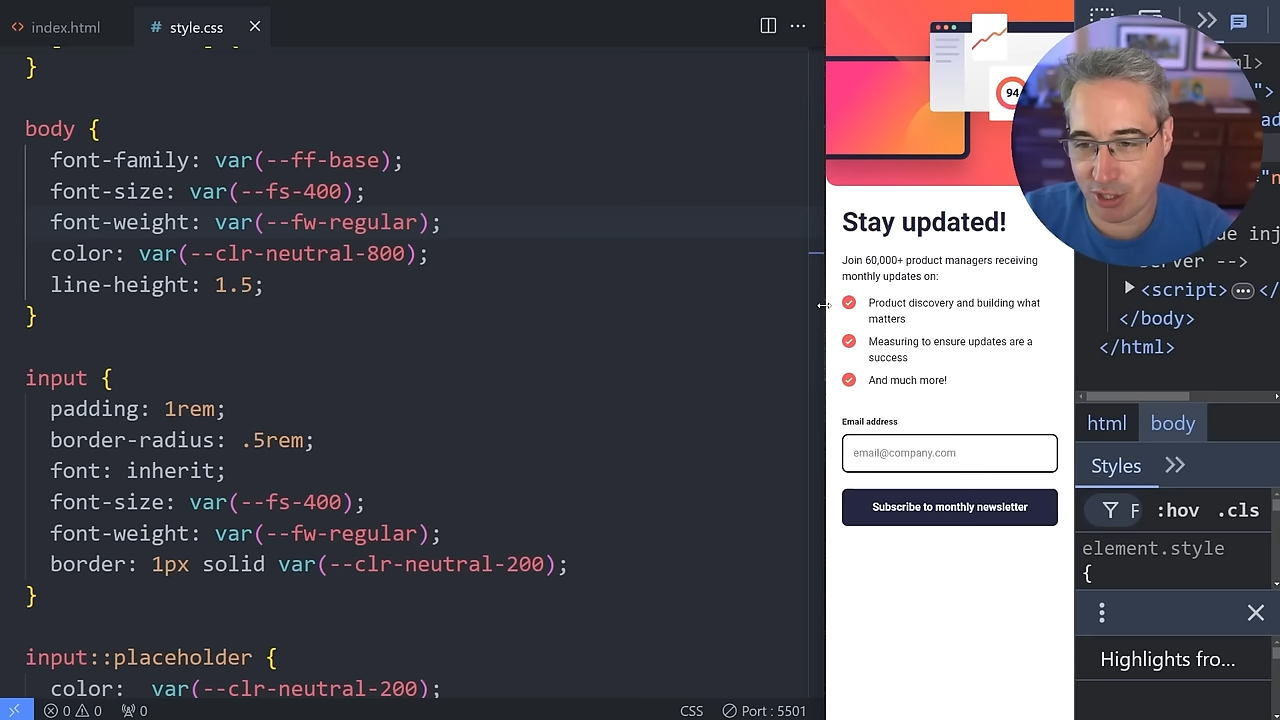 <> index.html
# style.css
}
body {
font-family: var(--ff-base);
font-size: var(--fs-400);
font-weight: var(--fw-regular);
color: var(--clr-neutral-800);
line-height: 1.5;
}
input {
padding: 1rem;
border-radius: .5rem;
font: inherit;
font-size: var(--fs-400);
font-weight: var(--fw-regular);
border: 1px solid var(--clr-neutral-200);
}
input::placeholder {
color: var(--clr-neutral-200);
0 0 0
CSS
Port : 5501
94
Stay updated!
Join 60,000+ product managers receiving
monthly updates on:
Product discovery and building what
matters
Measuring to ensure updates are a
success
And much more!
Email address
email@company.com
Subscribe to monthly newsletter
server -->
<script>…</
</body>
</html>
html body
Styles
:hov .cls
element.style
{
Highlights fro...